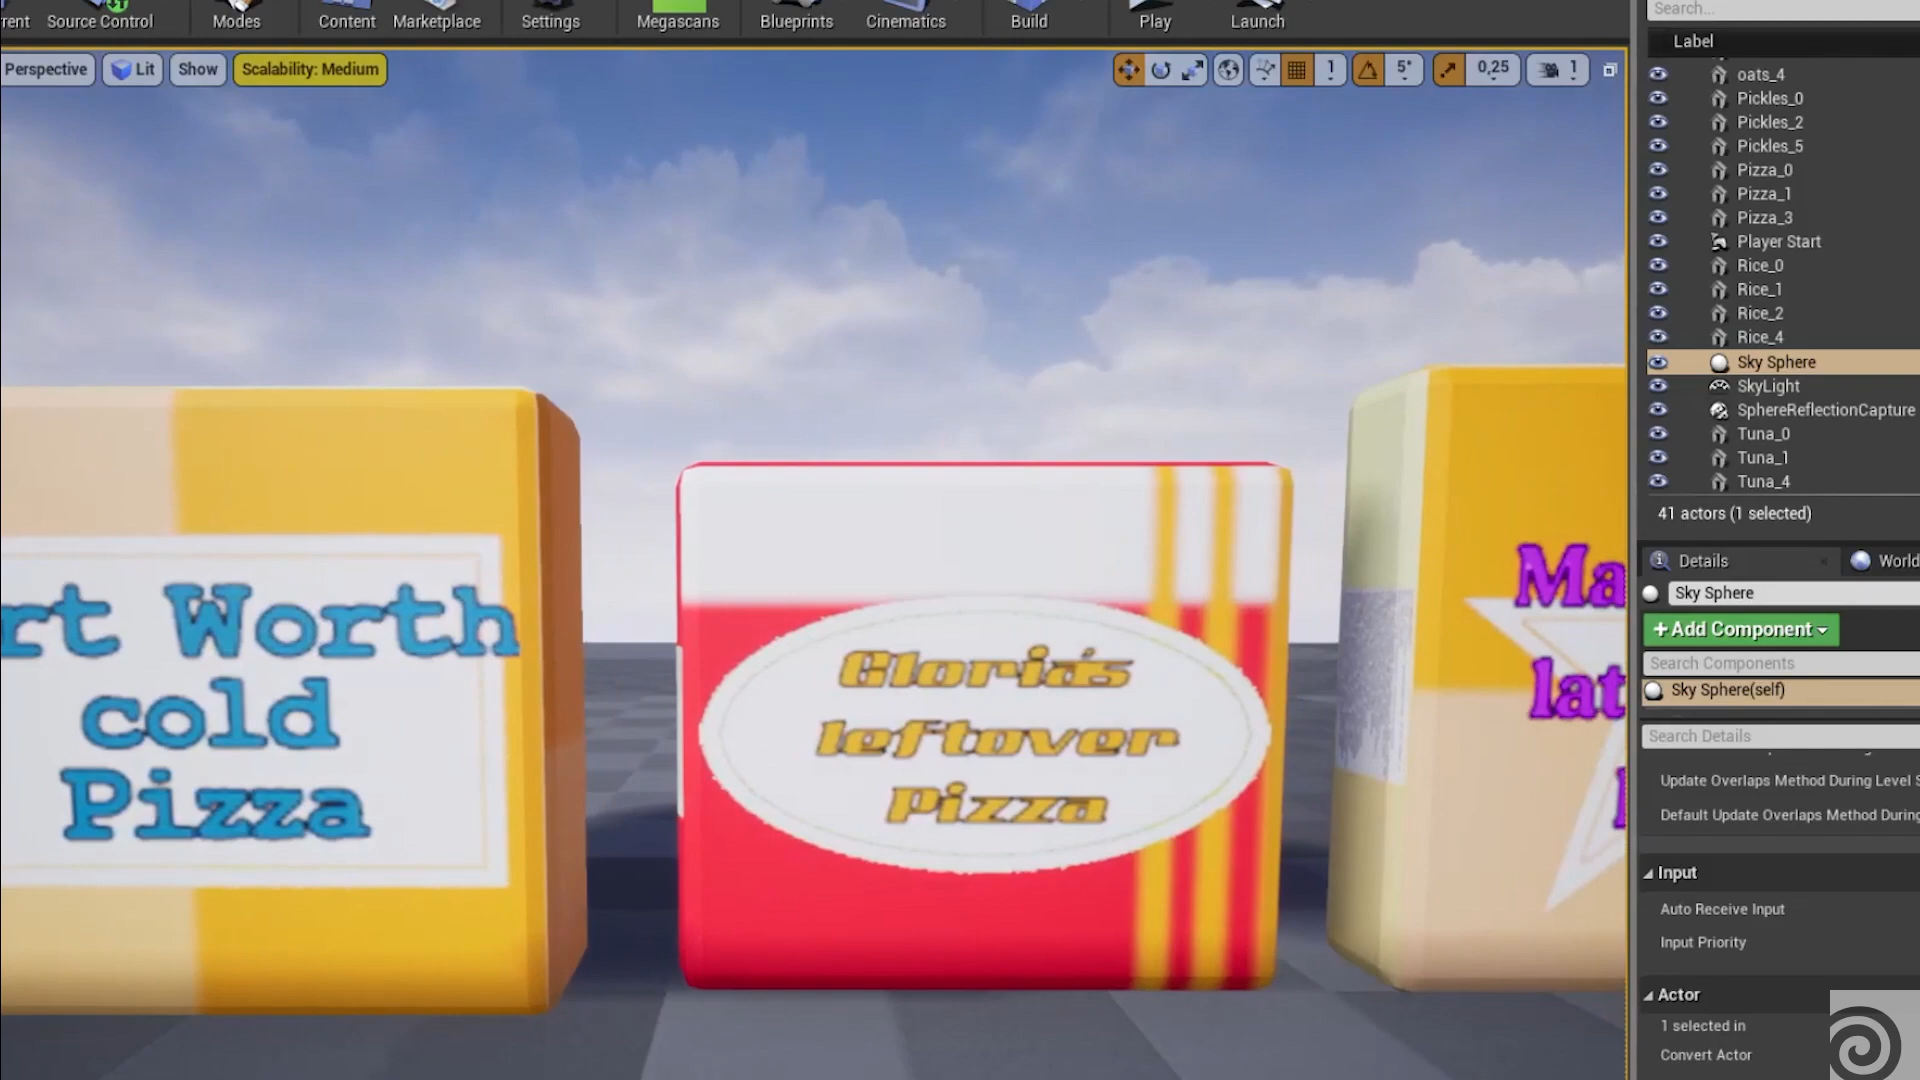 Source Control
Modes
Content
Marketplace
Settings
Megascans
Blueprints
Cinematics
Build
Play
Launch
Search...
Perspective
Lit
Show
Scalability: Medium
1
5°
0,25
1
Label
oats_4
Pickles_0
Pickles_2
Pickles_5
Pizza_0
Pizza_1
Pizza_3
Player Start
Rice_0
Rice_1
Rice_2
Rice_4
Sky Sphere
SkyLight
SphereReflectionCapture
Tuna_0
Tuna_1
Tuna_4
41 actors (1 selected)
Details
World
Sky Sphere
+Add Component
Search Components
Sky Sphere(self)
Search Details
Update Overlaps Method During Level S
Default Update Overlaps Method During
Input
Auto Receive Input
Input Priority
Actor
1 selected in
Convert Actor
rt Worth
cold
Pizza
Gloria's
leftover
Pizza
Ma
lat